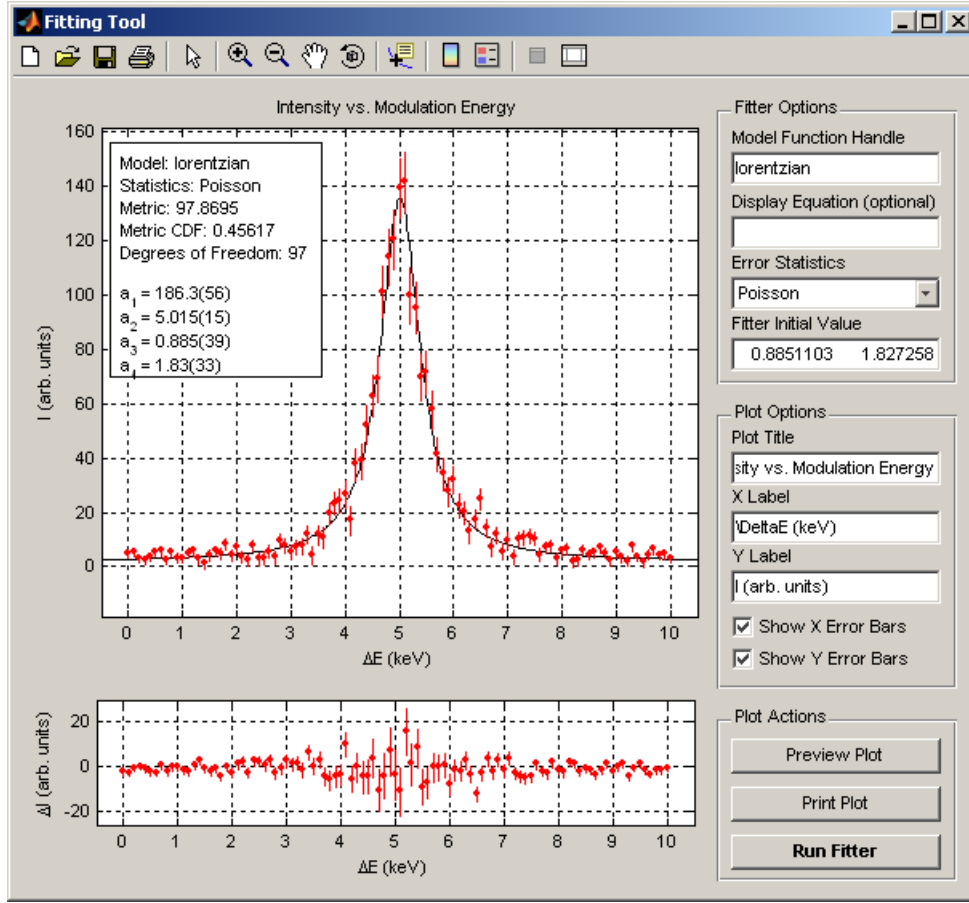 Fitting Tool
Intensity vs. Modulation Energy
160
140
120
100
80
60
40
20
0
I (arb. units)
Model: lorentzian
Statistics: Poisson
Metric: 97.8695
Metric CDF: 0.45617
Degrees of Freedom: 97
a1 = 186.3(56)
a2 = 5.015(15)
a3 = 0.885(39)
a4 = 1.83(33)
0 1 2 3 4 5 6 7 8 9 10
ΔE (keV)
20
0
-20
ΔI (arb. units)
0 1 2 3 4 5 6 7 8 9 10
ΔE (keV)
Fitter Options
Model Function Handle
lorentzian
Display Equation (optional)
Error Statistics
Poisson
Fitter Initial Value
0.8851103 1.827258
Plot Options
Plot Title
sity vs. Modulation Energy
X Label
\DeltaE (keV)
Y Label
I (arb. units)
Show X Error Bars
Show Y Error Bars
Plot Actions
Preview Plot
Print Plot
Run Fitter